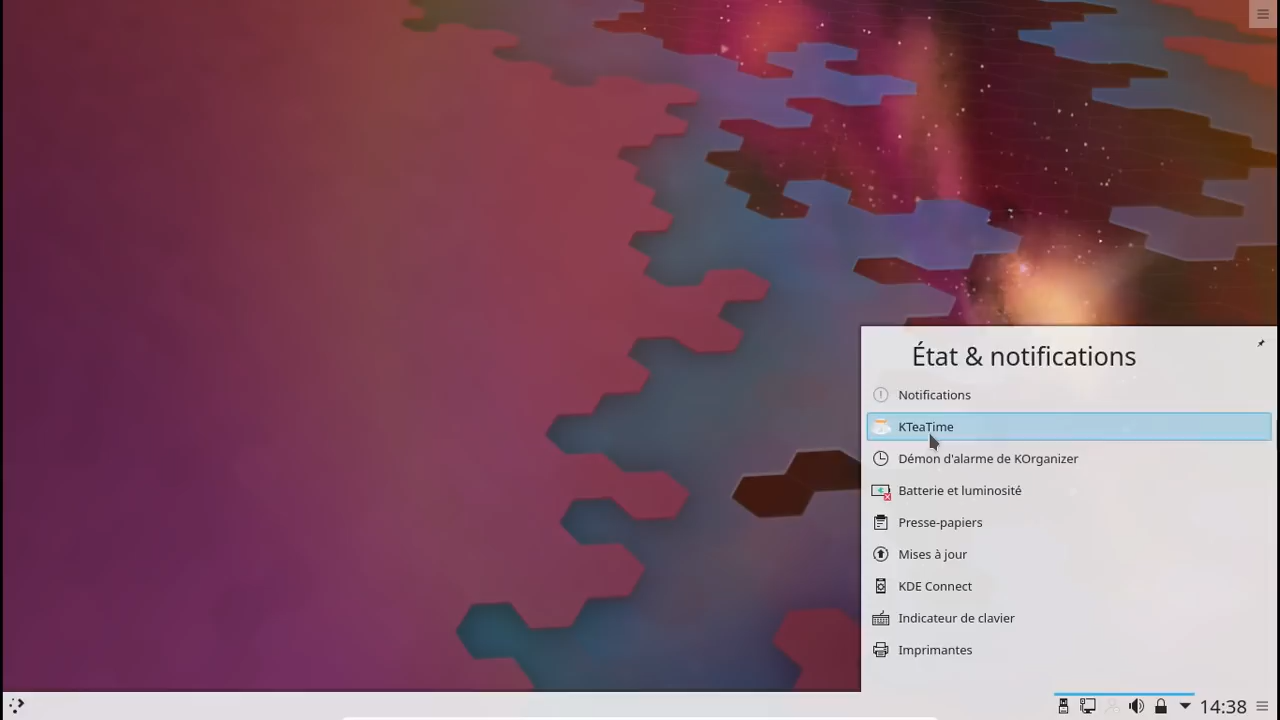 État & notifications
Notifications
KTeaTime
Démon d'alarme de KOrganizer
Batterie et luminosité
Presse-papiers
Mises à jour
KDE Connect
Indicateur de clavier
Imprimantes
14:38